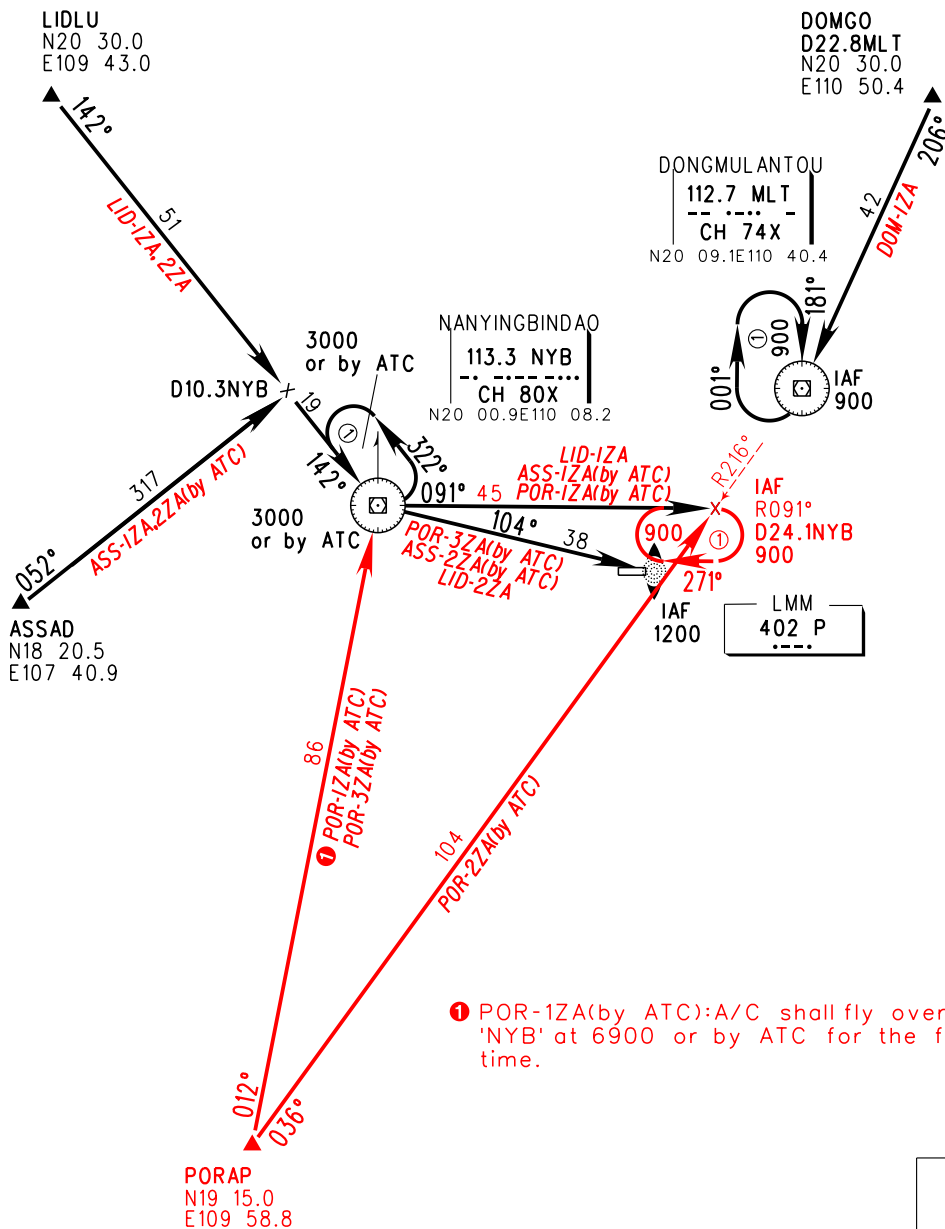 LIDLU
N20 30.0
E109 43.0
DOMGO
D22.8MLT
N20 30.0
E110 50.4
142°
206°
51
LID-1ZA,2ZA
42
DOM-1ZA
DONGMULANTOU
112.7 MLT
-- ·-·· -
CH 74X
N20 09.1E110 40.4
181°
①
900
001°
IAF
900
3000
or by ATC
NANYINGBINDAO
113.3 NYB
-· -·-- -···
CH 80X
N20 00.9E110 08.2
D10.3NYB
19
①
142°
322°
317
ASS-1ZA,2ZA(by ATC)
052°
ASSAD
N18 20.5
E107 40.9
3000
or by ATC
LID-1ZA
ASS-1ZA(by ATC)
POR-1ZA(by ATC)
091°
45
R216°
IAF
R091°
D24.1NYB
900
104°
38
POR-3ZA(by ATC)
ASS-2ZA(by ATC)
LID-2ZA
900
①
271°
IAF
1200
LMM
402 P
·--·
86
❶ POR-1ZA(by ATC)
POR-3ZA(by ATC)
104
POR-2ZA(by ATC)
❶ POR-1ZA(by ATC):A/C shall fly over
'NYB' at 6900 or by ATC for the f
time.
012°
036°
PORAP
N19 15.0
E109 58.8